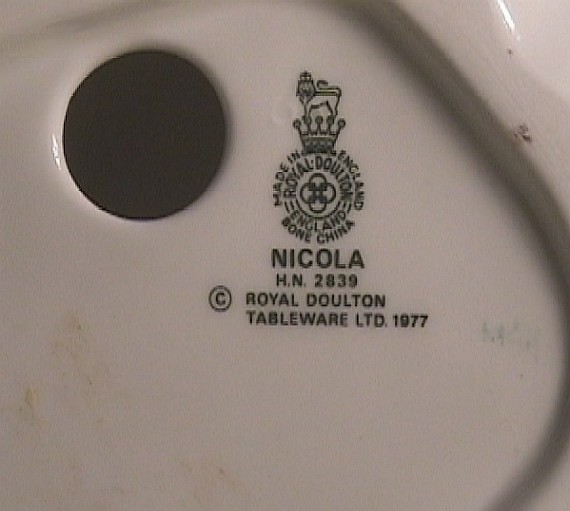 MADE IN ENGLAND
ROYAL·DOULTON
ENGLAND
BONE CHINA
NICOLA
H.N. 2839
© ROYAL DOULTON
TABLEWARE LTD. 1977